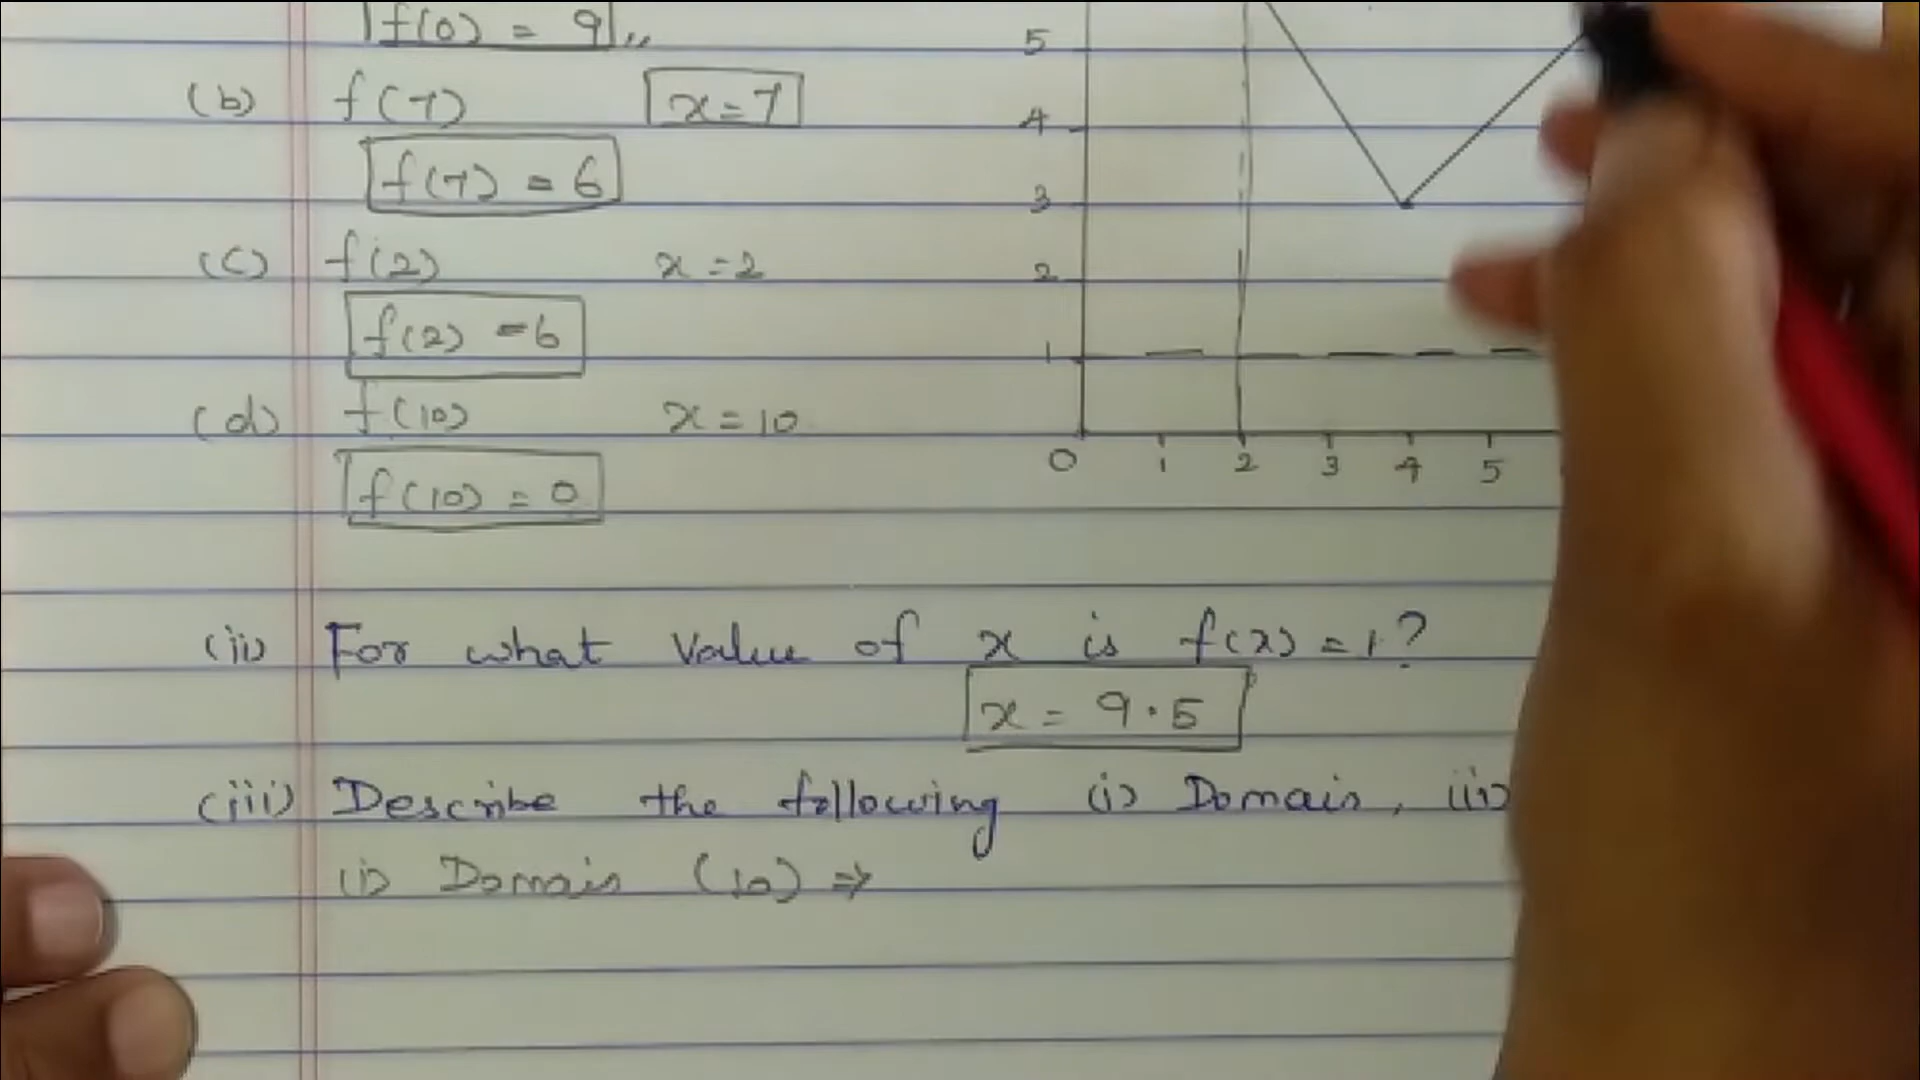 f(0) = 9 ,,
(b) f(7) x=7
f(7) = 6
(c) f(2) x=2
f(2) = 6
(d) f(10) x=10
f(10) = 0
5
4
3
2
1
0 1 2 3 4 5
(ii) For what value of x is f(x) = 1?
x = 9.5
(iii) Describe the following (i) Domain, (ii)
(i) Domain (10) ⇒